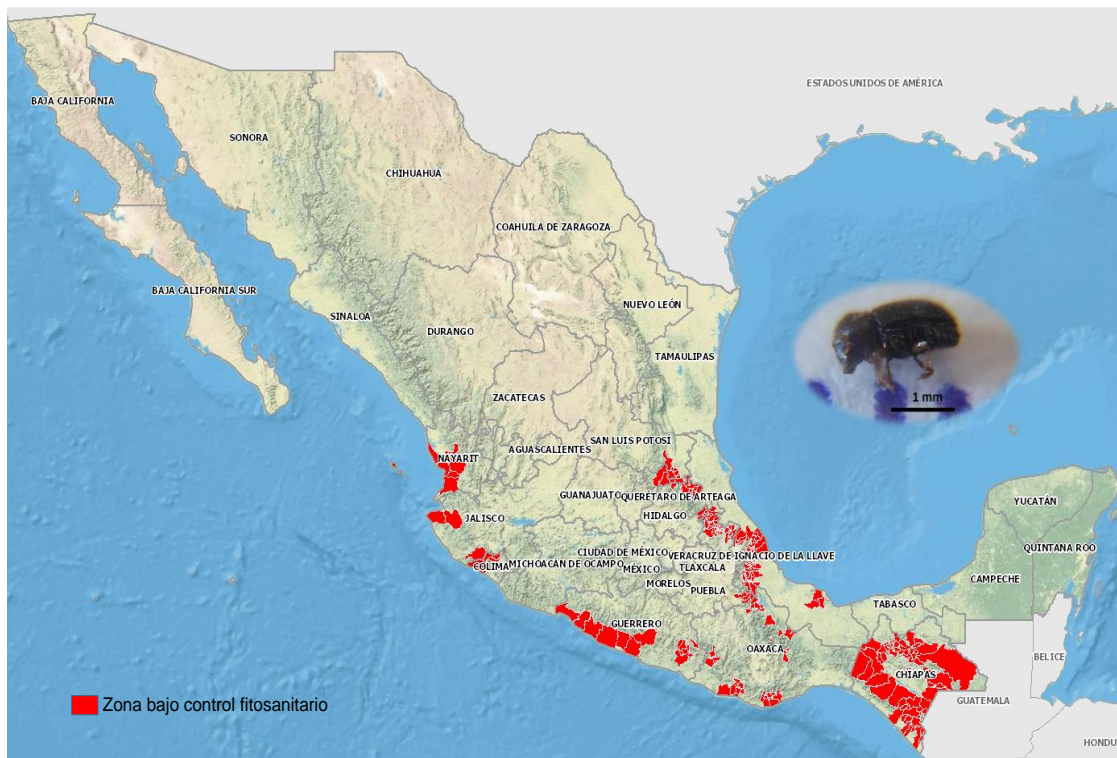 ESTADOS UNIDOS DE AMÉRICA
BAJA CALIFORNIA
SONORA
CHIHUAHUA
COAHUILA DE ZARAGOZA
BAJA CALIFORNIA SUR
NUEVO LEÓN
SINALOA
DURANGO
TAMAULIPAS
1 mm
ZACATECAS
SAN LUIS POTOSÍ
AGUASCALIENTES
NAYARIT
GUANAJUATO
QUERÉTARO DE ARTEAGA
YUCATÁN
HIDALGO
JALISCO
QUINTANA ROO
CIUDAD DE MÉXICO
VERACRUZ DE IGNACIO DE LA LLAVE
COLIMA
MICHOACÁN DE OCAMPO
MÉXICO
TLAXCALA
CAMPECHE
MORELOS
PUEBLA
TABASCO
GUERRERO
OAXACA
BELICE
CHIAPAS
GUATEMALA
Zona bajo control fitosanitario
HONDU